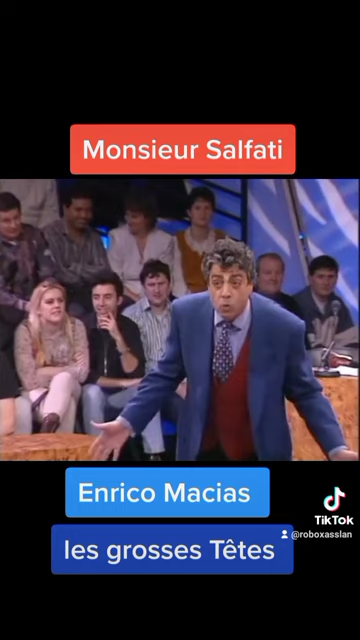 Monsieur Salfati
Enrico Macias
TikTok
les grosses Têtes
@roboxasslan